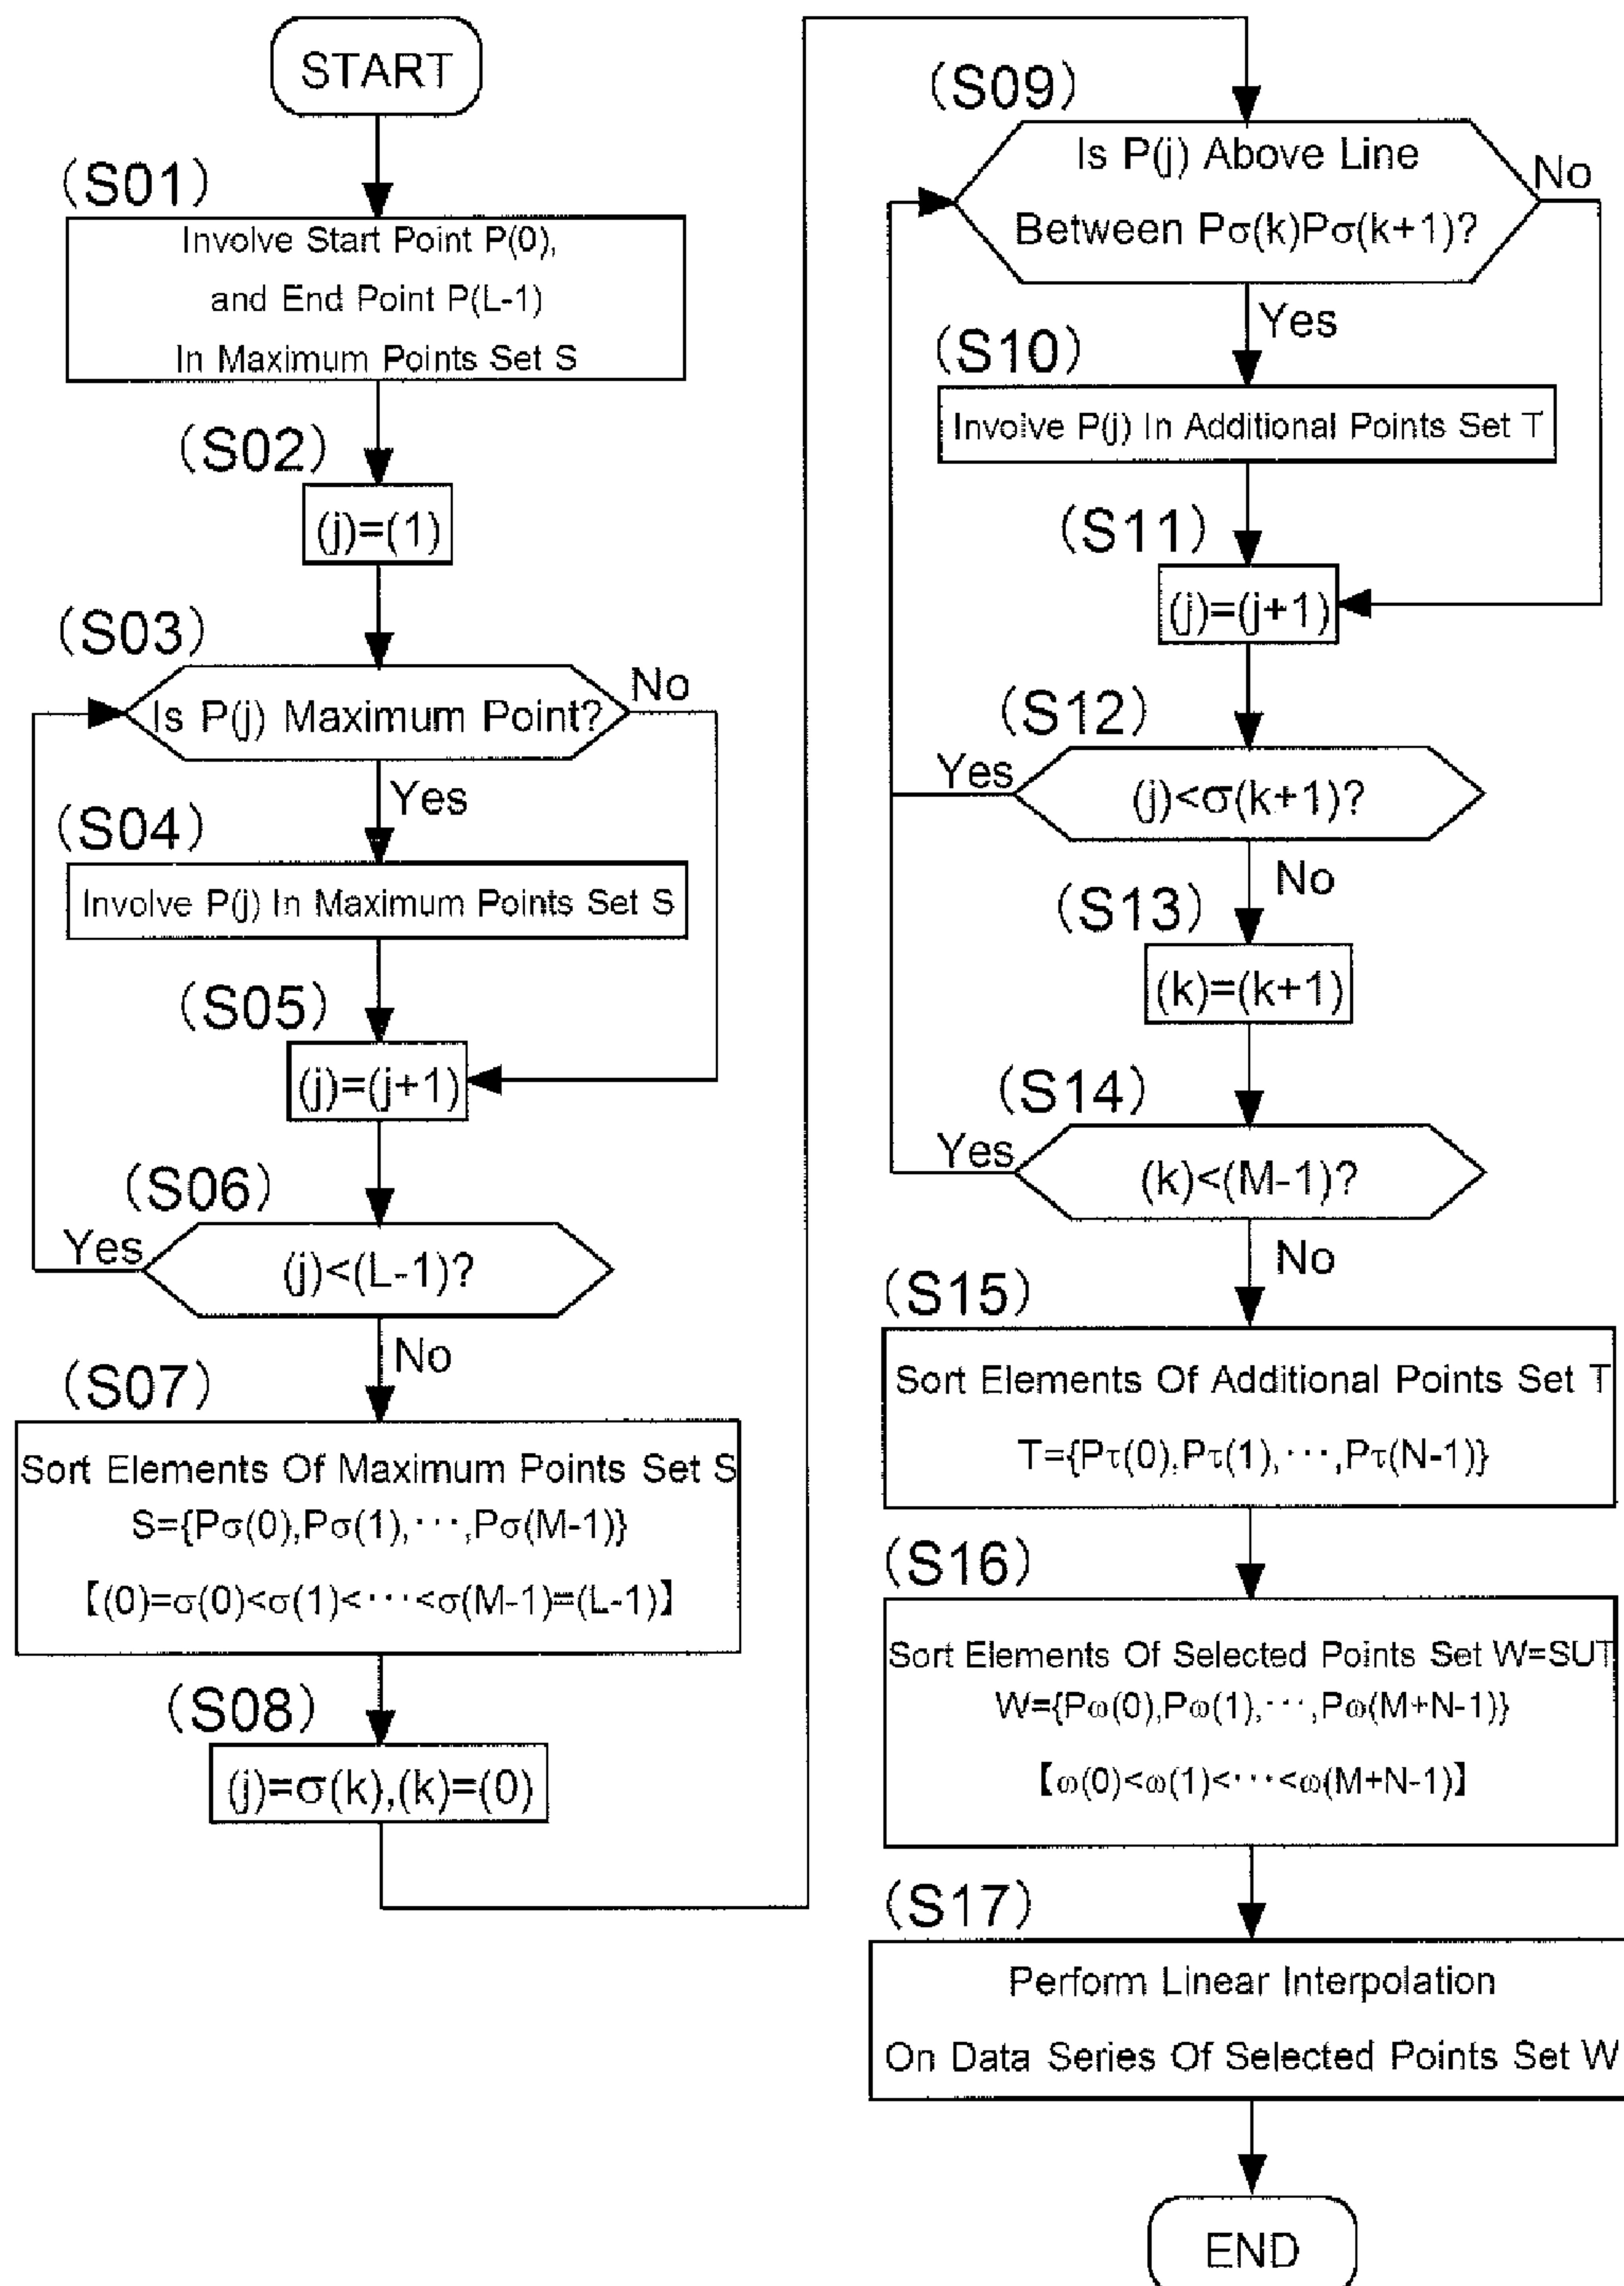 START
(S01)
Involve Start Point P(0),
and End Point P(L-1)
In Maximum Points Set S
(S02)
(j)=(1)
(S03)
Is P(j) Maximum Point?
No
Yes
(S04)
Involve P(j) In Maximum Points Set S
(S05)
(j)=(j+1)
(S06)
Yes
(j)<(L-1)?
No
(S07)
Sort Elements Of Maximum Points Set S
S={Pσ(0),Pσ(1),···,Pσ(M-1)}
【(0)=σ(0)<σ(1)<···<σ(M-1)=(L-1)】
(S08)
(j)=σ(k),(k)=(0)
(S09)
Is P(j) Above Line
Between Pσ(k)Pσ(k+1)?
No
Yes
(S10)
Involve P(j) In Additional Points Set T
(S11)
(j)=(j+1)
(S12)
Yes
(j)<σ(k+1)?
No
(S13)
(k)=(k+1)
(S14)
Yes
(k)<(M-1)?
No
(S15)
Sort Elements Of Additional Points Set T
T={Pτ(0),Pτ(1),···,Pτ(N-1)}
(S16)
Sort Elements Of Selected Points Set W=SUT
W={Pω(0),Pω(1),···,Pω(M+N-1)}
【ω(0)<ω(1)<···<ω(M+N-1)】
(S17)
Perform Linear Interpolation
On Data Series Of Selected Points Set W
END